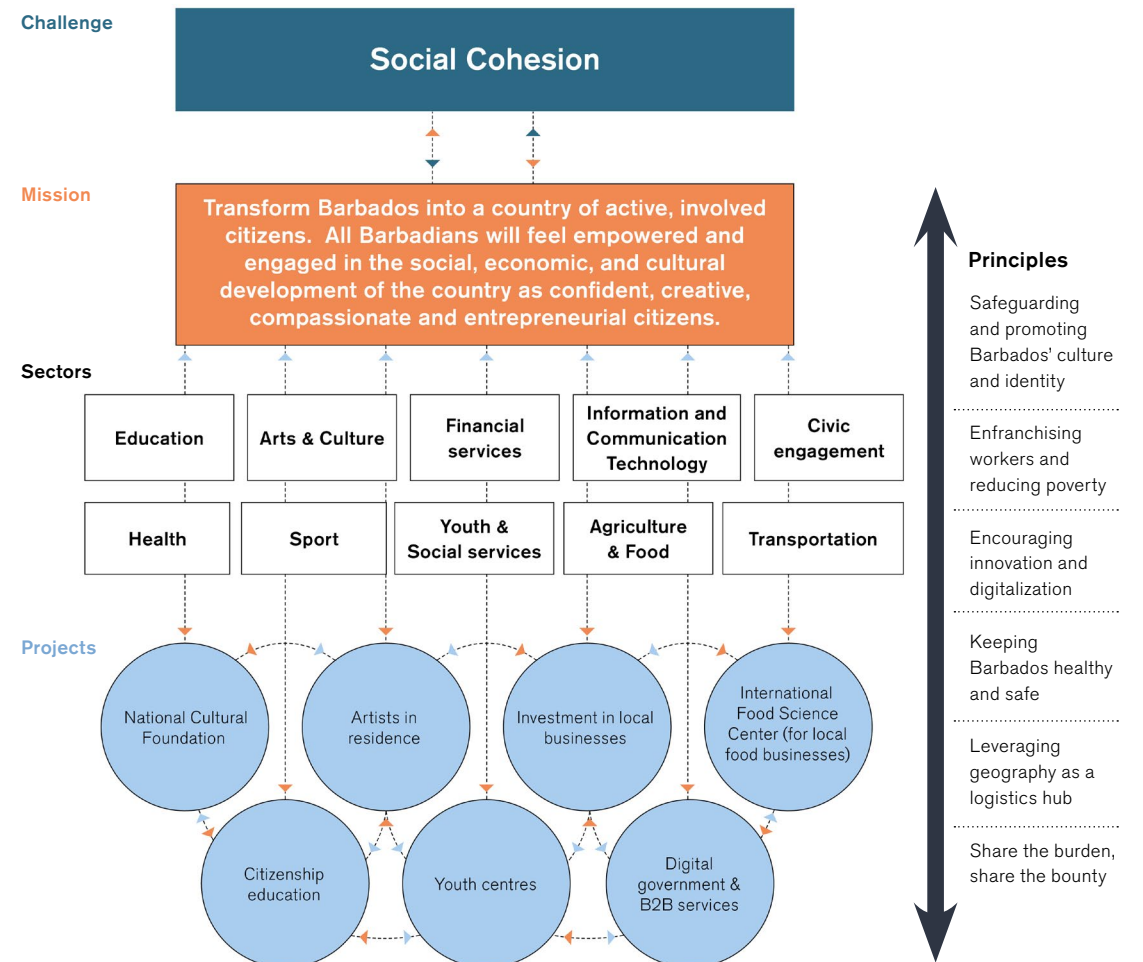 Challenge
Social Cohesion
Mission
Transform Barbados into a country of active, involved
citizens. All Barbadians will feel empowered and
engaged in the social, economic, and cultural
development of the country as confident, creative,
compassionate and entrepreneurial citizens.
Sectors
Education
Arts & Culture
Financial
services
Information and
Communication
Technology
Civic
engagement
Health
Sport
Youth &
Social services
Agriculture
& Food
Transportation
Projects
National Cultural
Foundation
Artists in
residence
Investment in local
businesses
International
Food Science
Center (for local
food businesses)
Citizenship
education
Youth centres
Digital
government &
B2B services
Principles
Safeguarding
and promoting
Barbados' culture
and identity
Enfranchising
workers and
reducing poverty
Encouraging
innovation and
digitalization
Keeping
Barbados healthy
and safe
Leveraging
geography as a
logistics hub
Share the burden,
share the bounty